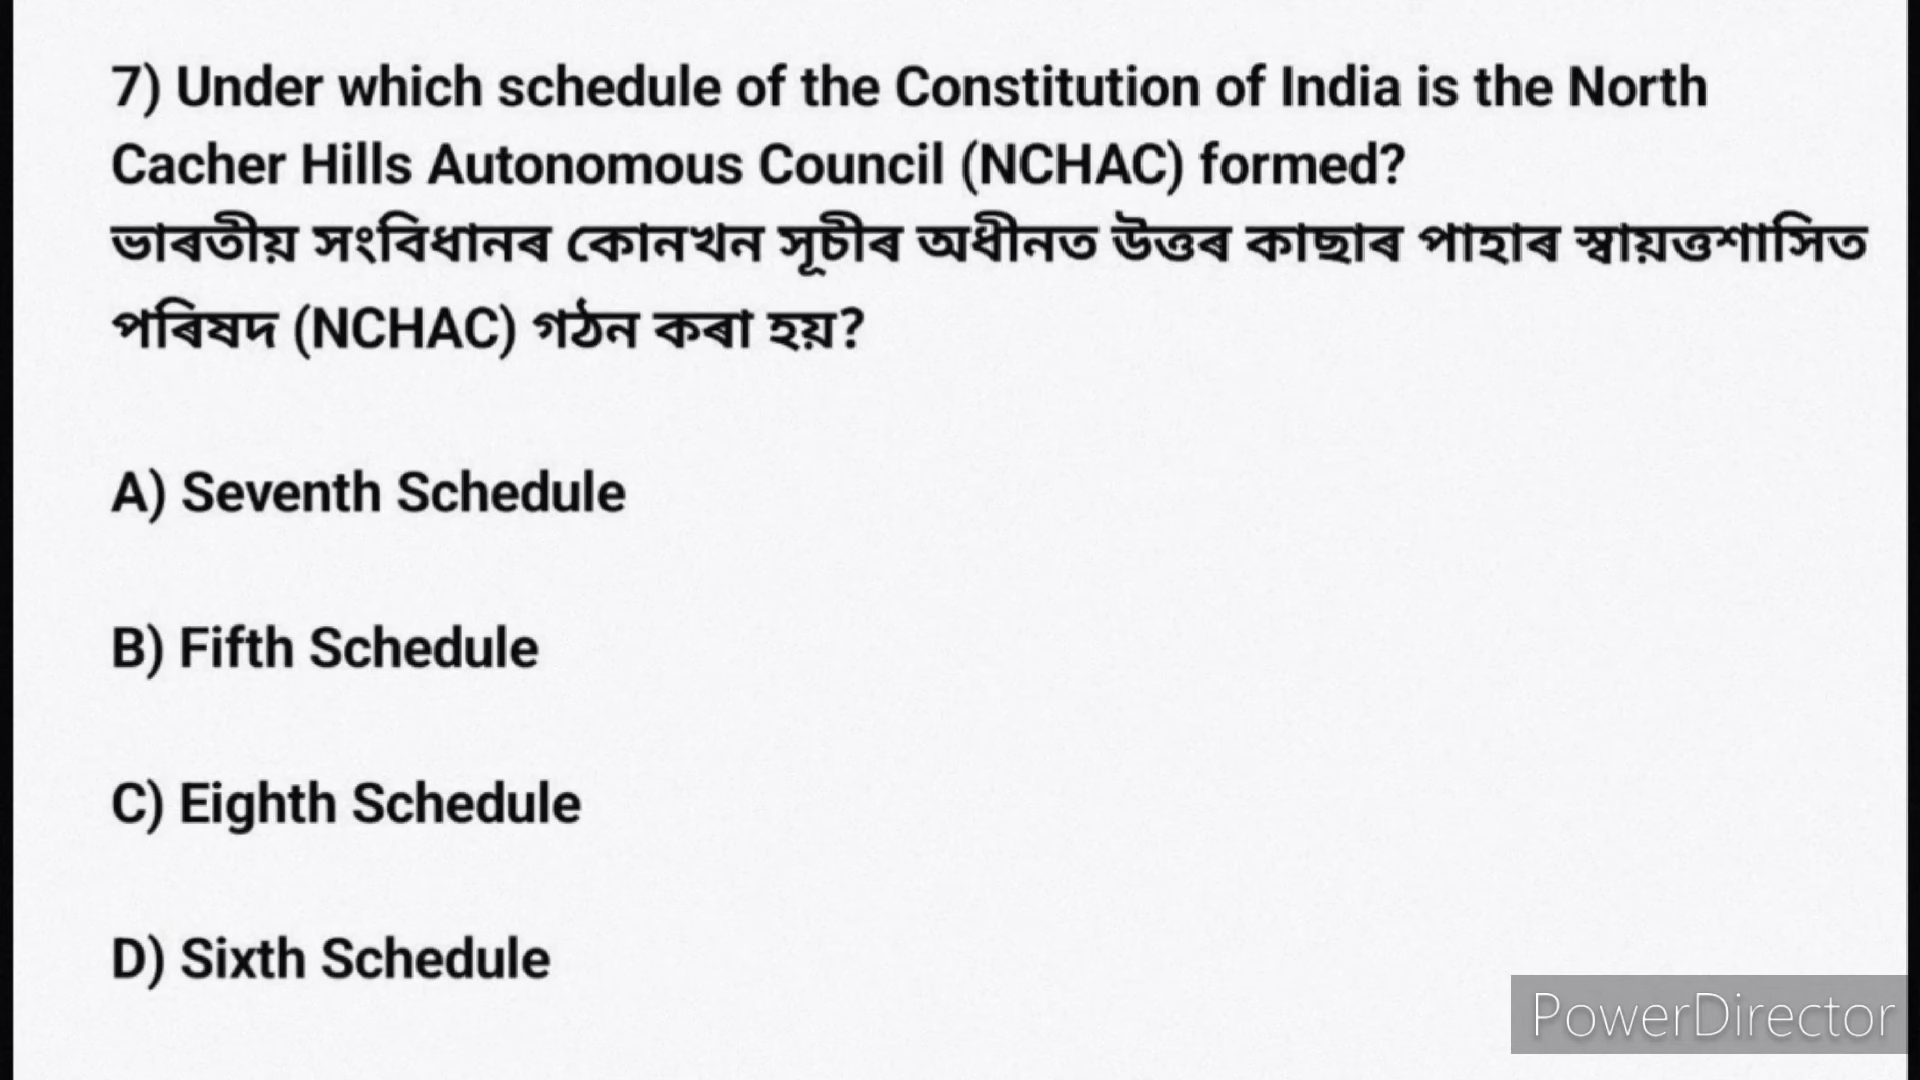 7) Under which schedule of the Constitution of India is the North
Cacher Hills Autonomous Council (NCHAC) formed?
ভাৰতীয় সংবিধানৰ কোনখন সূচীৰ অধীনত উত্তৰ কাছাৰ পাহাৰ স্বায়ত্তশাসিত
পৰিষদ (NCHAC) গঠন কৰা হয়?
A) Seventh Schedule
B) Fifth Schedule
C) Eighth Schedule
D) Sixth Schedule
PowerDirector